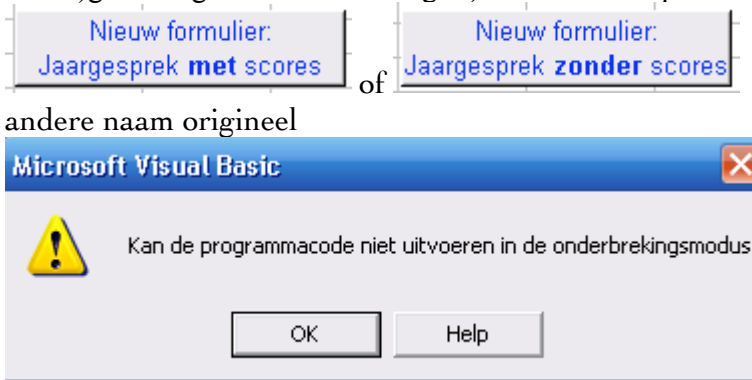 Nieuw formulier:
Jaargesprek met scores
of
Nieuw formulier:
Jaargesprek zonder scores
andere naam origineel
Microsoft Visual Basic
Kan de programmacode niet uitvoeren in de onderbrekingsmodus
OK
Help